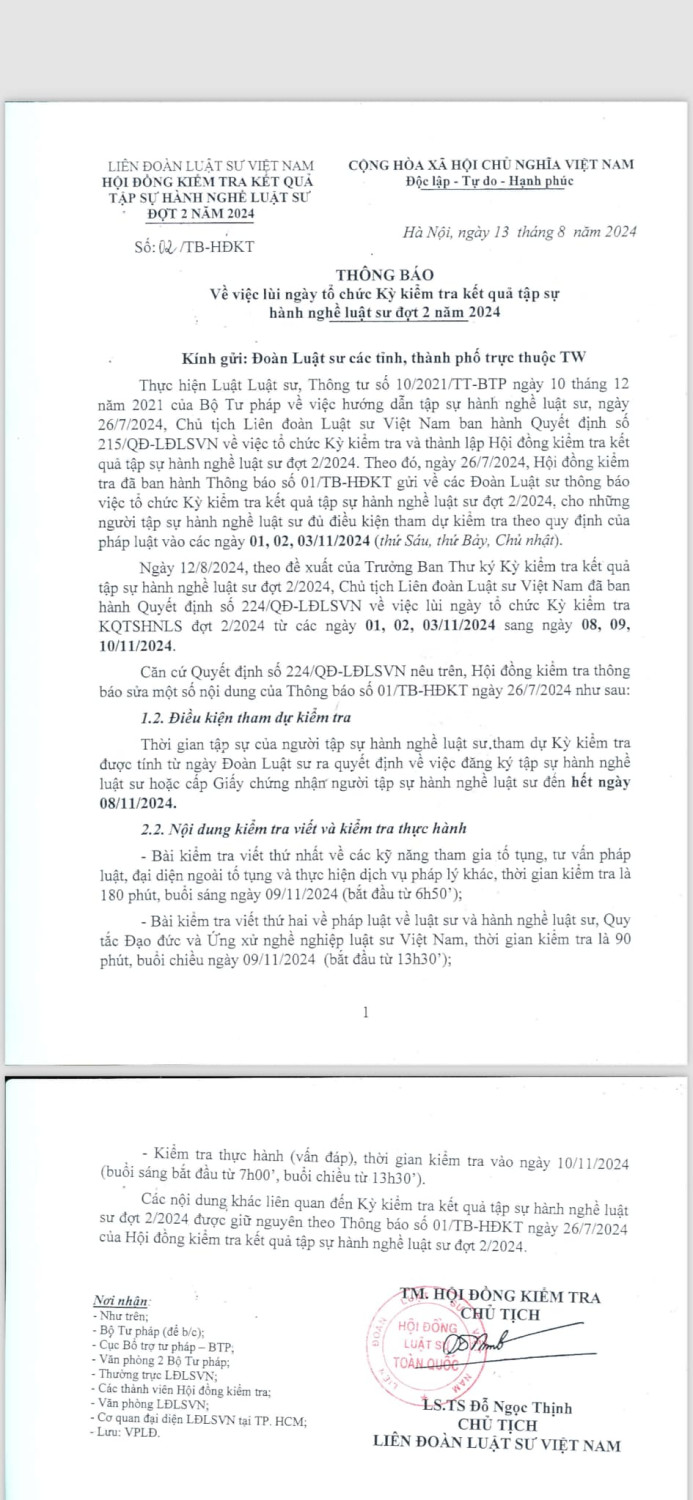 LIÊN ĐOÀN LUẬT SƯ VIỆT NAM
HỘI ĐỒNG KIỂM TRA KẾT QUẢ
TẬP SỰ HÀNH NGHỀ LUẬT SƯ
ĐỢT 2 NĂM 2024
Số: 02 /TB-HĐKT
CỘNG HÒA XÃ HỘI CHỦ NGHĨA VIỆT NAM
Độc lập - Tự do - Hạnh phúc
Hà Nội, ngày 13 tháng 8 năm 2024
THÔNG BÁO
Về việc lùi ngày tổ chức Kỳ kiểm tra kết quả tập sự
hành nghề luật sư đợt 2 năm 2024
Kính gửi: Đoàn Luật sư các tỉnh, thành phố trực thuộc TW
Thực hiện Luật Luật sư, Thông tư số 10/2021/TT-BTP ngày 10 tháng 12
năm 2021 của Bộ Tư pháp về việc hướng dẫn tập sự hành nghề luật sư, ngày
26/7/2024, Chủ tịch Liên đoàn Luật sư Việt Nam ban hành Quyết định số
215/QĐ-LĐLSVN về việc tổ chức Kỳ kiểm tra và thành lập Hội đồng kiểm tra kết
quả tập sự hành nghề luật sư đợt 2/2024. Theo đó, ngày 26/7/2024, Hội đồng kiểm
tra đã ban hành Thông báo số 01/TB-HĐKT gửi về các Đoàn Luật sư thông báo
việc tổ chức Kỳ kiểm tra kết quả tập sự hành nghề luật sư đợt 2/2024, cho những
người tập sự hành nghề luật sư đủ điều kiện tham dự kiểm tra theo quy định của
pháp luật vào các ngày 01, 02, 03/11/2024 (thứ Sáu, thứ Bảy, Chủ nhật).
Ngày 12/8/2024, theo đề xuất của Trưởng Ban Thư ký Kỳ kiểm tra kết quả
tập sự hành nghề luật sư đợt 2/2024, Chủ tịch Liên đoàn Luật sư Việt Nam đã ban
hành Quyết định số 224/QĐ-LĐLSVN về việc lùi ngày tổ chức Kỳ kiểm tra
KQTSHNLS đợt 2/2024 từ các ngày 01, 02, 03/11/2024 sang ngày 08, 09,
10/11/2024.
Căn cứ Quyết định số 224/QĐ-LĐLSVN nêu trên, Hội đồng kiểm tra thông
báo sửa một số nội dung của Thông báo số 01/TB-HĐKT ngày 26/7/2024 như sau:
1.2. Điều kiện tham dự kiểm tra
Thời gian tập sự của người tập sự hành nghề luật sư tham dự Kỳ kiểm tra
được tính từ ngày Đoàn Luật sư ra quyết định về việc đăng ký tập sự hành nghề
luật sư hoặc cấp Giấy chứng nhận người tập sự hành nghề luật sư đến hết ngày
08/11/2024.
2.2. Nội dung kiểm tra viết và kiểm tra thực hành
- Bài kiểm tra viết thứ nhất về các kỹ năng tham gia tố tụng, tư vấn pháp
luật, đại diện ngoài tố tụng và thực hiện dịch vụ pháp lý khác, thời gian kiểm tra là
180 phút, buổi sáng ngày 09/11/2024 (bắt đầu từ 6h50’);
- Bài kiểm tra viết thứ hai về pháp luật về luật sư và hành nghề luật sư, Quy
tắc Đạo đức và Ứng xử nghề nghiệp luật sư Việt Nam, thời gian kiểm tra là 90
phút, buổi chiều ngày 09/11/2024 (bắt đầu từ 13h30’);
1
- Kiểm tra thực hành (vấn đáp), thời gian kiểm tra vào ngày 10/11/2024
(buổi sáng bắt đầu từ 7h00’, buổi chiều từ 13h30’).
Các nội dung khác liên quan đến Kỳ kiểm tra kết quả tập sự hành nghề luật
sư đợt 2/2024 được giữ nguyên theo Thông báo số 01/TB-HĐKT ngày 26/7/2024
của Hội đồng kiểm tra kết quả tập sự hành nghề luật sư đợt 2/2024.
Nơi nhận:
- Như trên;
- Bộ Tư pháp (để b/c);
- Cục Bổ trợ tư pháp – BTP;
- Văn phòng 2 Bộ Tư pháp;
- Thường trực LĐLSVN;
- Các thành viên Hội đồng kiểm tra;
- Văn phòng LĐLSVN;
- Cơ quan đại diện LĐLSVN tại TP. HCM;
- Lưu: VPLĐ.
TM. HỘI ĐỒNG KIỂM TRA
CHỦ TỊCH
HỘI ĐỒNG
LUẬT SƯ
TOÀN QUỐC
LS.TS Đỗ Ngọc Thịnh
CHỦ TỊCH
LIÊN ĐOÀN LUẬT SƯ VIỆT NAM